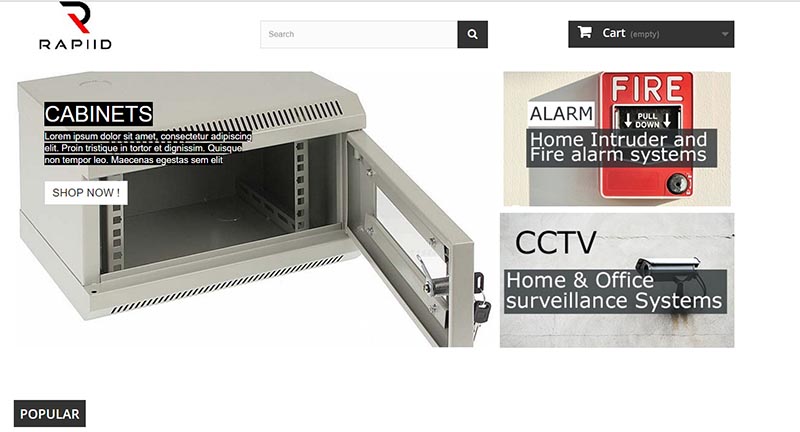 RAPIID
Search
Cart (empty)
CABINETS
Lorem ipsum dolor sit amet, consectetur adipiscing
elit. Proin tristique in tortor et dignissim. Quisque
non tempor leo. Maecenas egestas sem elit
SHOP NOW !
FIRE
PULL
DOWN
ALARM
Home Intruder and
Fire alarm systems
CCTV
Home & Office
surveillance Systems
POPULAR